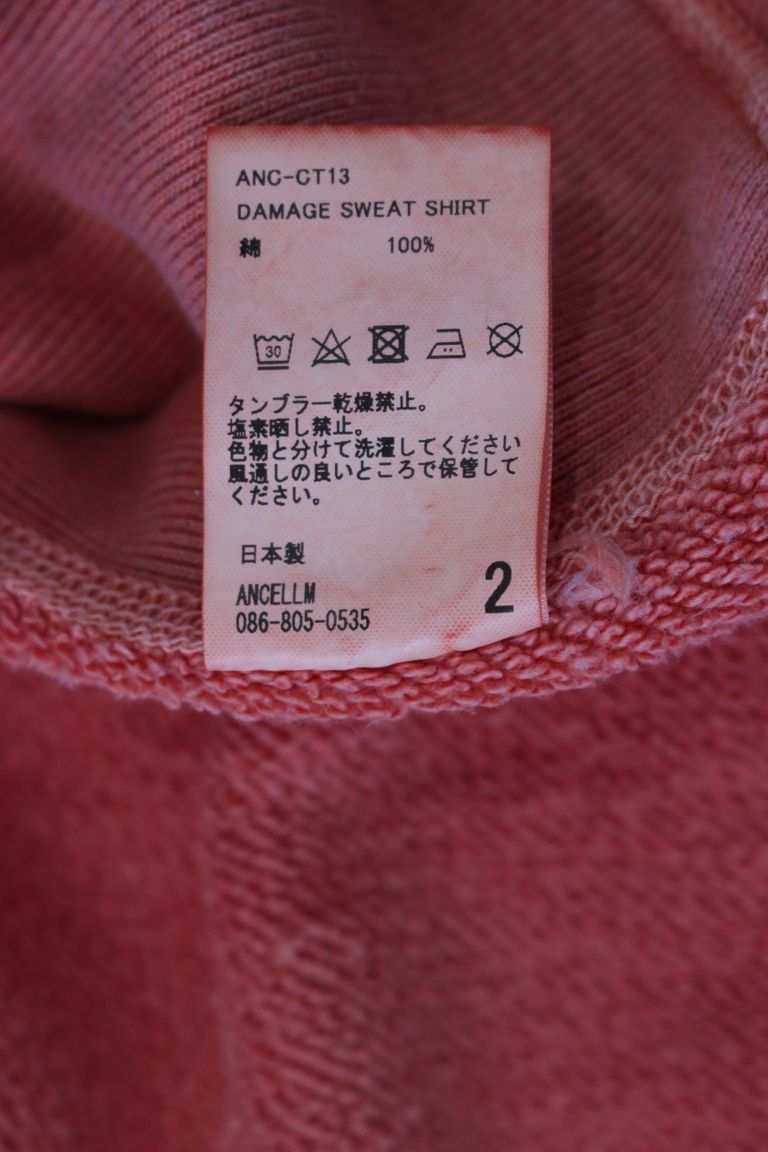 ANC-CT13
DAMAGE SWEAT SHIRT
綿 100%
30
タンブラー乾燥禁止。
塩素晒し禁止。
色物と分けて洗濯してください
風通しの良いところで保管して
ください。
日本製
ANCELLM
086-805-0535
2